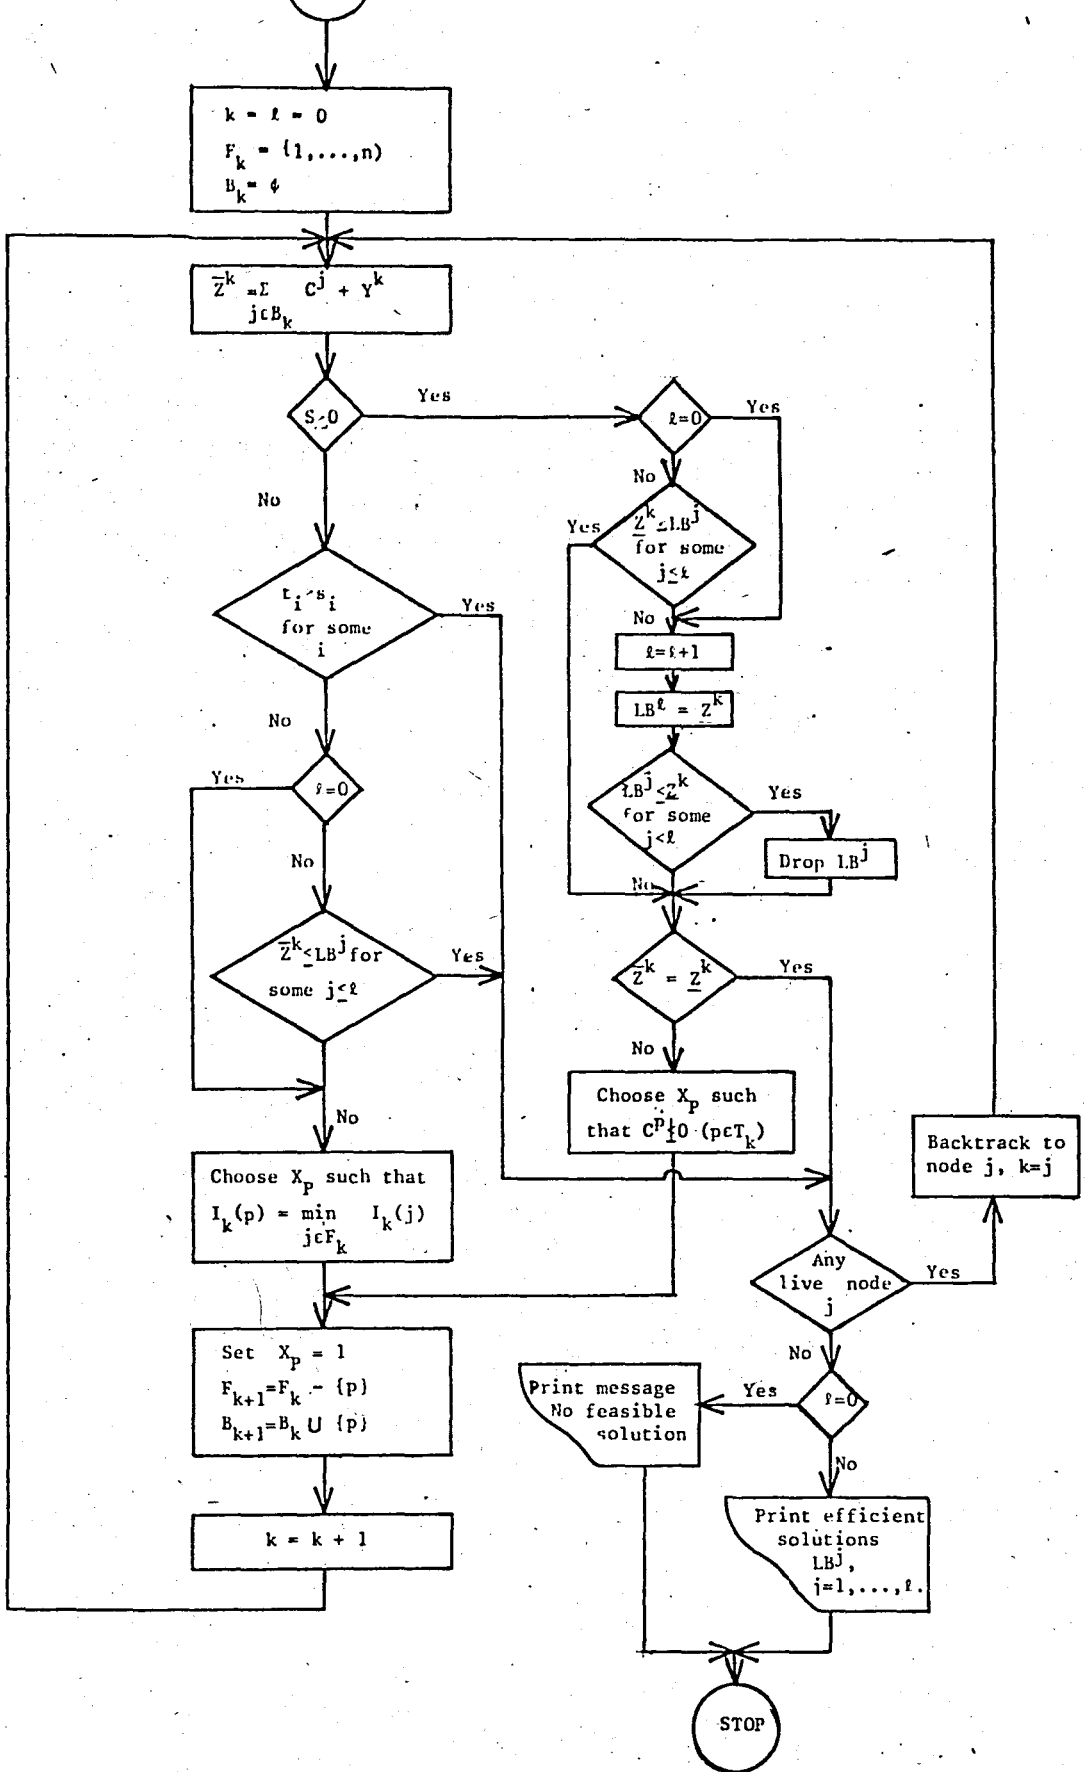 k = ℓ = 0
F_k = {1,...,n)
B_k = ¢
Z̄^k = Σ C^j + Y^k
jεB_k
Yes
Yes
S≥0
ℓ=0
No
No
Z^k ≤LB^j
for some
j≤ℓ
Yes
t_i>s_i
for some
i
Yes
No
ℓ=ℓ+1
LB^ℓ = Z^k
No
Yes
ℓ=0
LB^j≤Z^k
for some
j<ℓ
Yes
Drop LB^j
No
No
Z̄^k≤LB^j for
some j≤ℓ
Yes
Z̄^k = Z^k
Yes
No
No
Choose X_p such
that C^p≰0 (pεT_k)
Backtrack to
node j, k=j
Choose X_p such that
I_k(p) = min I_k(j)
jεF_k
Any
live node
j
Yes
No
Set X_p = 1
F_k+1=F_k - {p}
B_k+1=B_k ∪ {p}
Print message
No feasible
solution
Yes
ℓ=0
No
k = k + 1
Print efficient
solutions
LB^j,
j=1,...,ℓ.
STOP